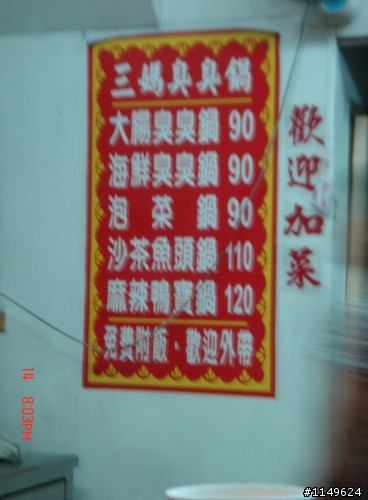 三媽臭臭鍋
大腸臭臭鍋 90
海鮮臭臭鍋 90
泡茶鍋 90
沙茶魚頭鍋 110
麻辣鴨寶鍋 120
免費附飯·歡迎外帶
歡迎加菜
14 8:03PM
#1149624